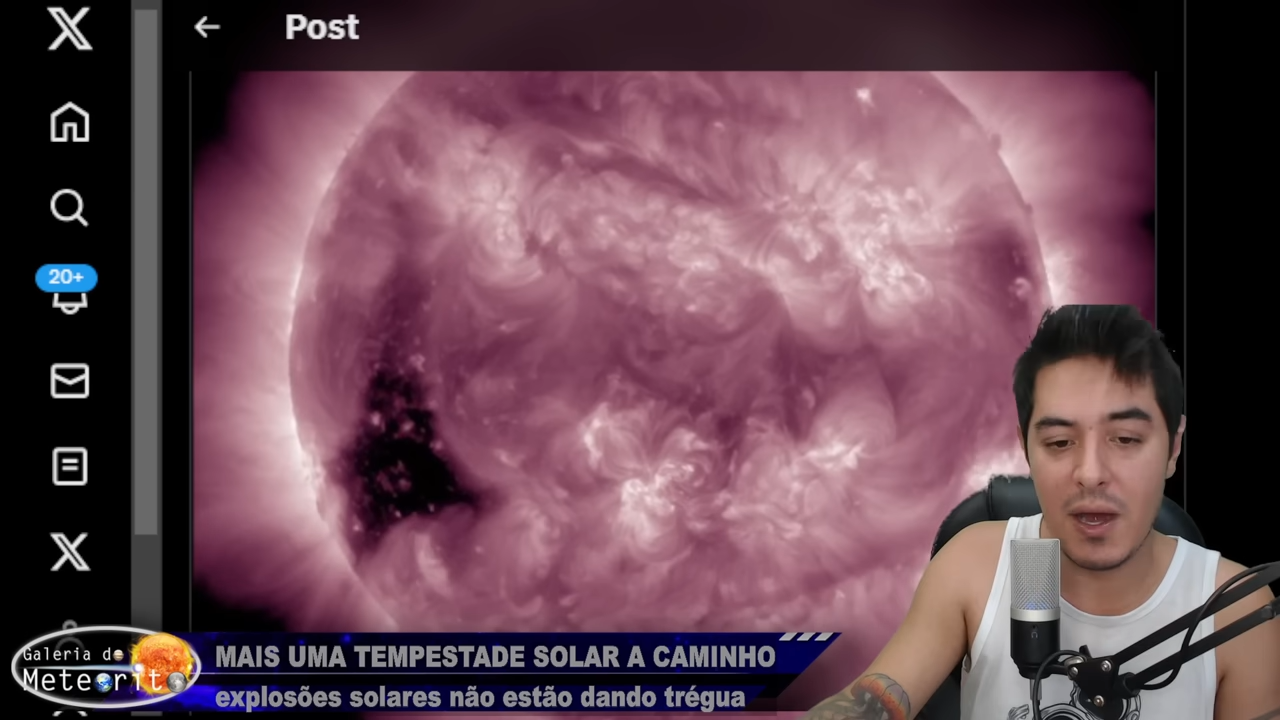 Post
20+
Galeria do
Meteorito
MAIS UMA TEMPESTADE SOLAR A CAMINHO
explosões solares não estão dando trégua